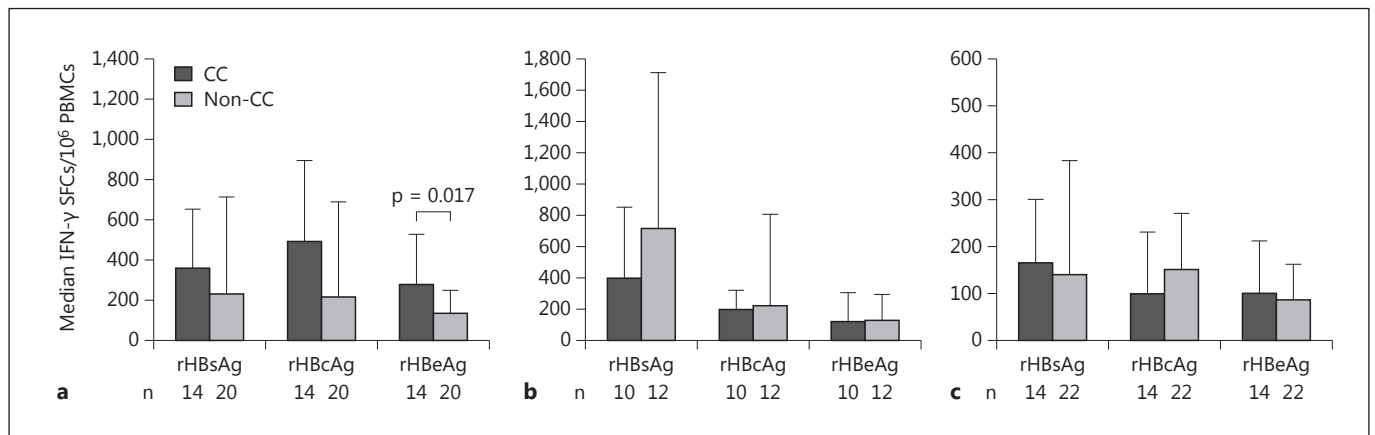 Median IFN-γ SFCs/10⁶ PBMCs
1,400
1,200
1,000
800
600
400
200
0
CC
Non-CC
p = 0.017
rHBsAg rHBcAg rHBeAg
a n 14 20 14 20 14 20
1,800
1,600
1,400
1,200
1,000
800
600
400
200
0
rHBsAg rHBcAg rHBeAg
b n 10 12 10 12 10 12
600
500
400
300
200
100
0
rHBsAg rHBcAg rHBeAg
c n 14 22 14 22 14 22